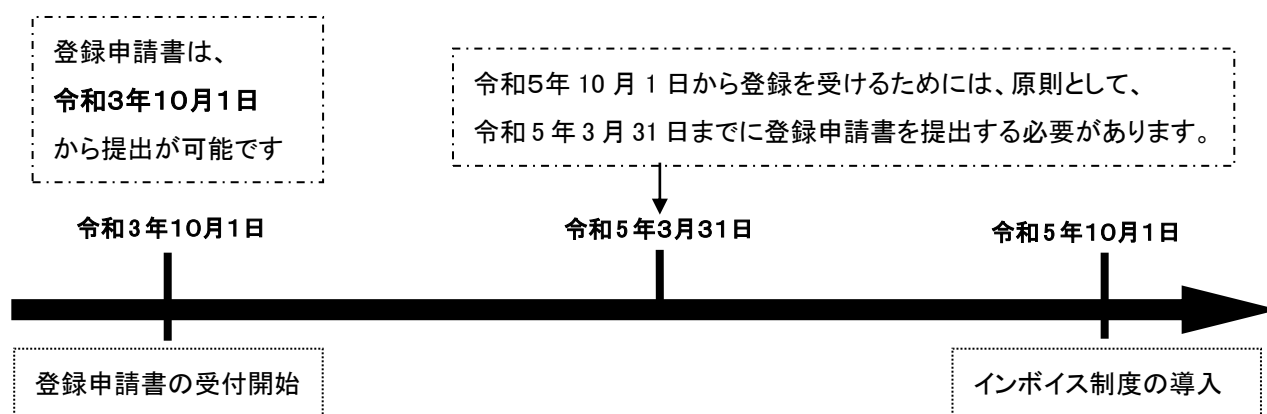 登録申請書は、
令和3年10月1日
から提出が可能です
令和5年 10 月 1 日から登録を受けるためには、原則として、
令和 5 年 3 月 31 日までに登録申請書を提出する必要があります。
令和3年10月1日
令和5年3月31日
令和5年10月1日
登録申請書の受付開始
インボイス制度の導入